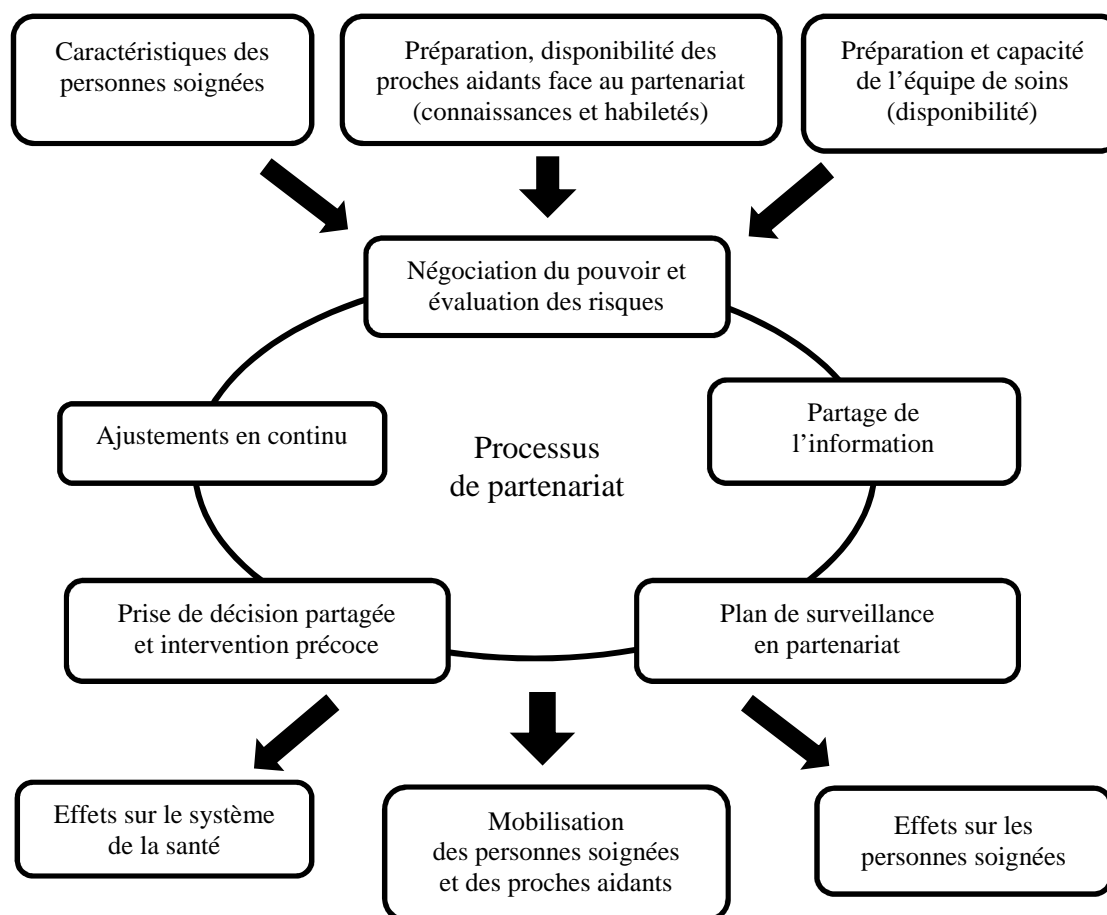 Caractéristiques des
personnes soignées
Préparation, disponibilité des
proches aidants face au partenariat
(connaissances et habiletés)
Préparation et capacité
de l’équipe de soins
(disponibilité)
Négociation du pouvoir et
évaluation des risques
Ajustements en continu
Processus
de partenariat
Partage de
l’information
Prise de décision partagée
et intervention précoce
Plan de surveillance
en partenariat
Effets sur le système
de la santé
Mobilisation
des personnes soignées
et des proches aidants
Effets sur les
personnes soignées